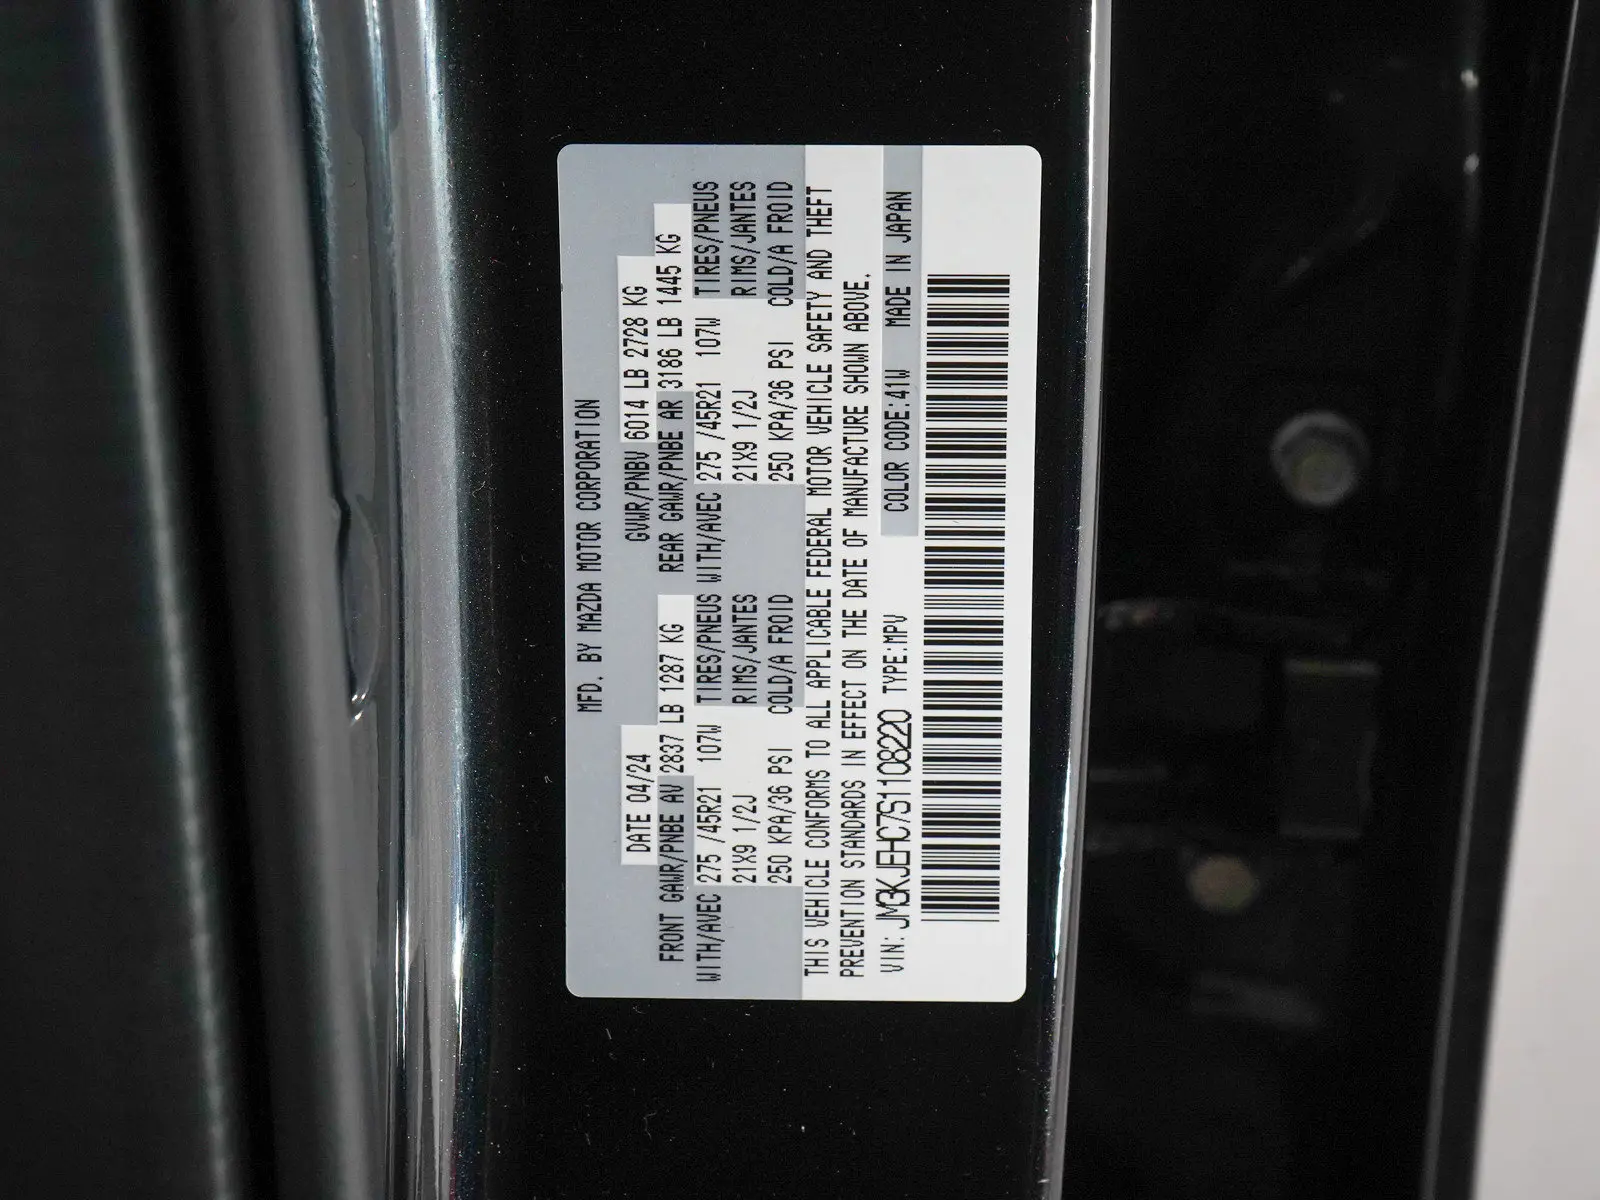 MFD. BY MAZDA MOTOR CORPORATION
DATE 04/24 GVWR/PNBV 6014 LB 2728 KG
FRONT GAWR/PNBE AV 2837 LB 1287 KG REAR GAWR/PNBE AR 3186 LB 1445 KG
WITH/AVEC 275 /45R21 107W TIRES/PNEUS WITH/AVEC 275 /45R21 107W TIRES/PNEUS
21X9 1/2J RIMS/JANTES 21X9 1/2J RIMS/JANTES
250 KPA/36 PSI COLD/A FROID 250 KPA/36 PSI COLD/A FROID
THIS VEHICLE CONFORMS TO ALL APPLICABLE FEDERAL MOTOR VEHICLE SAFETY AND THEFT
PREVENTION STANDARDS IN EFFECT ON THE DATE OF MANUFACTURE SHOWN ABOVE.
VIN: JM3KJEHC7S1108220 TYPE:MPV COLOR CODE:41W MADE IN JAPAN